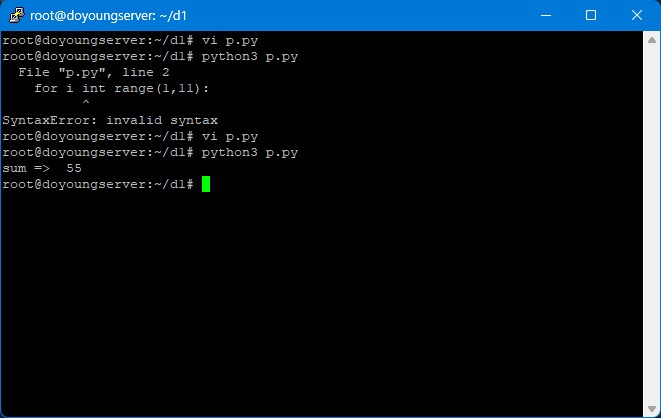 root@doyoungserver: ~/d1
root@doyoungserver:~/d1# vi p.py
root@doyoungserver:~/d1# python3 p.py
  File "p.py", line 2
    for i int range(1,11):
          ^
SyntaxError: invalid syntax
root@doyoungserver:~/d1# vi p.py
root@doyoungserver:~/d1# python3 p.py
sum =>  55
root@doyoungserver:~/d1#